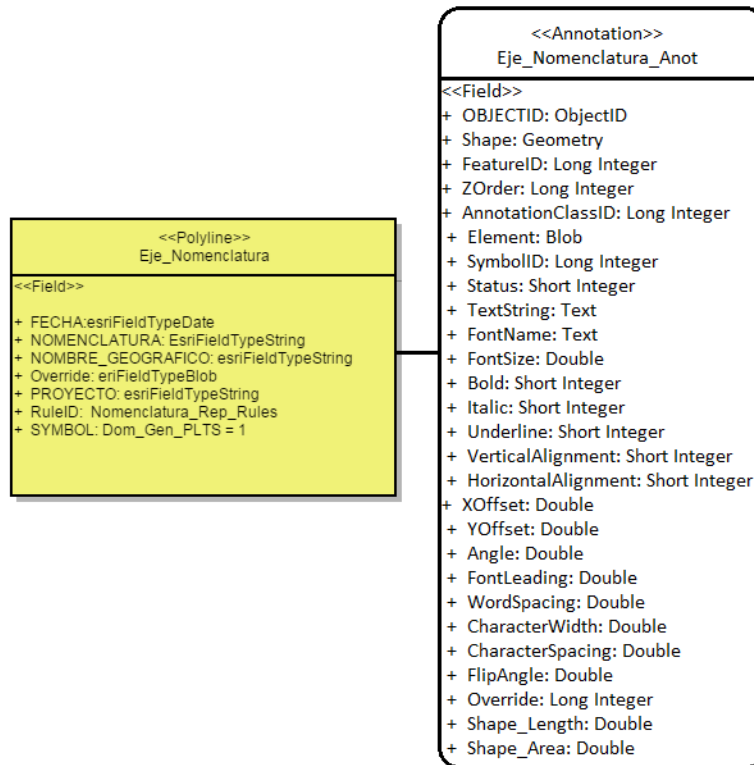 <<Polyline>>
Eje_Nomenclatura
<<Field>>
+ FECHA:esriFieldTypeDate
+ NOMENCLATURA: EsriFieldTypeString
+ NOMBRE_GEOGRAFICO: esriFieldTypeString
+ Override: eriFieldTypeBlob
+ PROYECTO: esriFieldTypeString
+ RuleID: Nomenclatura_Rep_Rules
+ SYMBOL: Dom_Gen_PLTS = 1
<<Annotation>>
Eje_Nomenclatura_Anot
<<Field>>
+ OBJECTID: ObjectID
+ Shape: Geometry
+ FeatureID: Long Integer
+ ZOrder: Long Integer
+ AnnotationClassID: Long Integer
+ Element: Blob
+ SymbolID: Long Integer
+ Status: Short Integer
+ TextString: Text
+ FontName: Text
+ FontSize: Double
+ Bold: Short Integer
+ Italic: Short Integer
+ Underline: Short Integer
+ VerticalAlignment: Short Integer
+ HorizontalAlignment: Short Integer
+ XOffset: Double
+ YOffset: Double
+ Angle: Double
+ FontLeading: Double
+ WordSpacing: Double
+ CharacterWidth: Double
+ CharacterSpacing: Double
+ FlipAngle: Double
+ Override: Long Integer
+ Shape_Length: Double
+ Shape_Area: Double